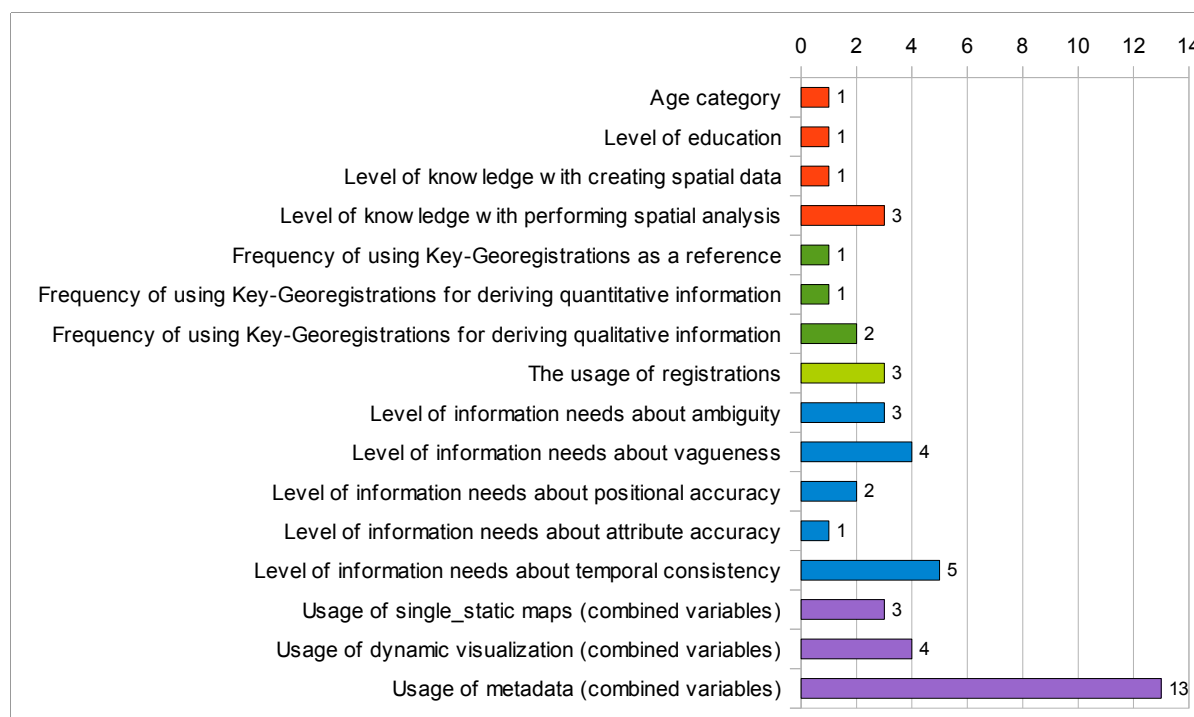 0 2 4 6 8 10 12 14
Age category 1
Level of education 1
Level of knowledge with creating spatial data 1
Level of knowledge with performing spatial analysis 3
Frequency of using Key-Georegistrations as a reference 1
Frequency of using Key-Georegistrations for deriving quantitative information 1
Frequency of using Key-Georegistrations for deriving qualitative information 2
The usage of registrations 3
Level of information needs about ambiguity 3
Level of information needs about vagueness 4
Level of information needs about positional accuracy 2
Level of information needs about attribute accuracy 1
Level of information needs about temporal consistency 5
Usage of single_static maps (combined variables) 3
Usage of dynamic visualization (combined variables) 4
Usage of metadata (combined variables) 13